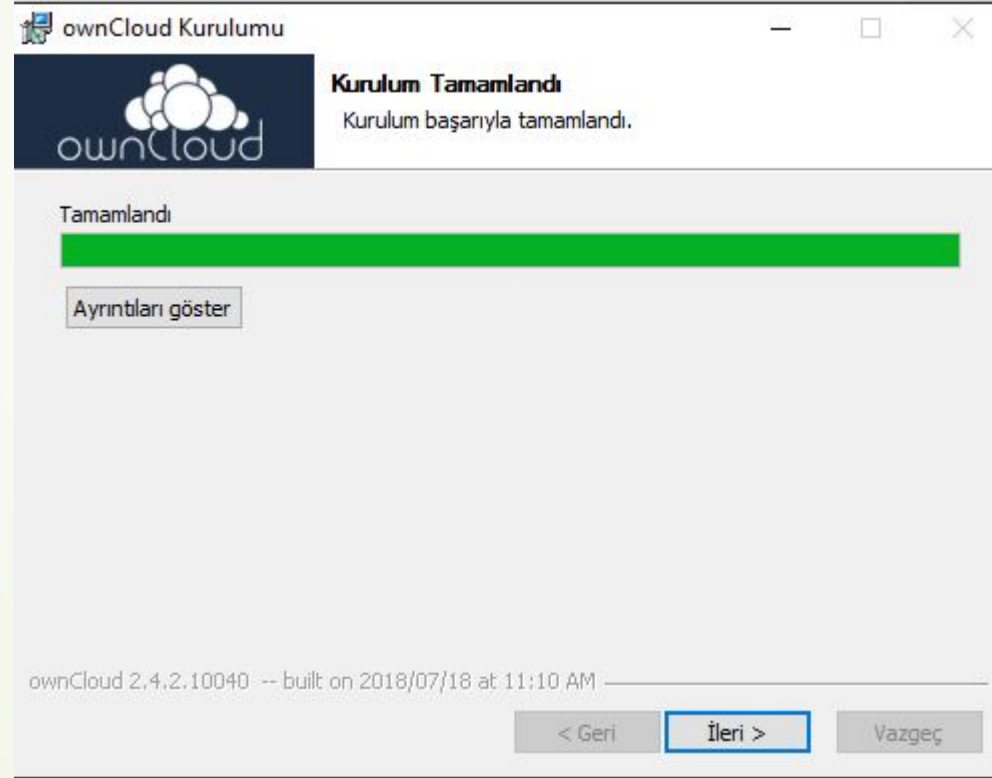 ownCloud Kurulumu
ownCloud
Kurulum Tamamlandı
Kurulum başarıyla tamamlandı.
Tamamlandı
Ayrıntıları göster
ownCloud 2.4.2.10040 -- built on 2018/07/18 at 11:10 AM
< Geri
İleri >
Vazgeç